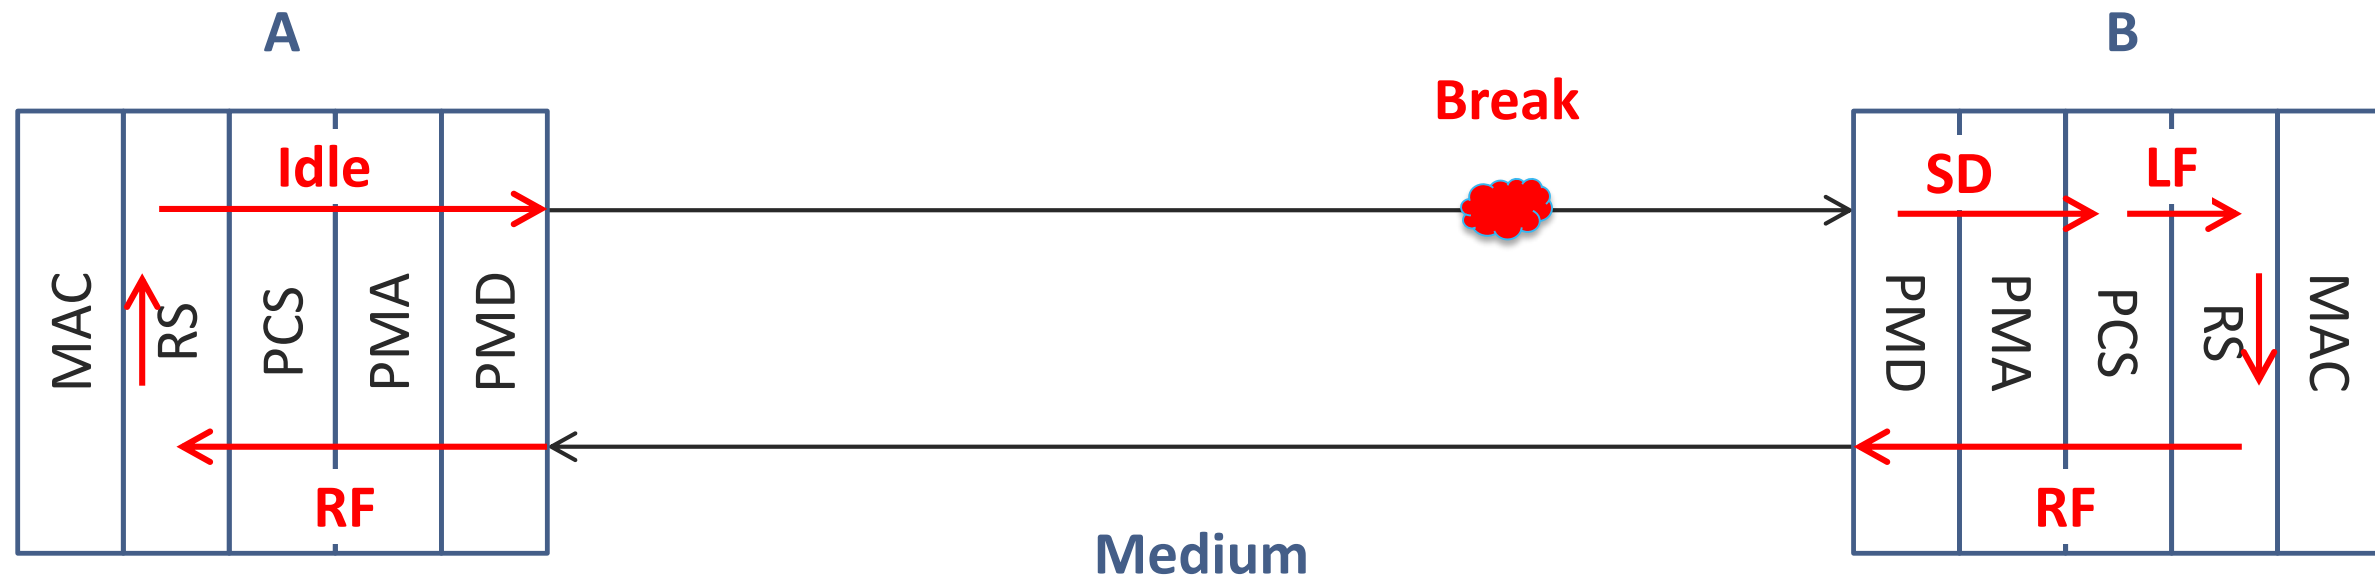 A
B
Break
Idle
SD
LF
MAC
RS
PCS
PMA
PMD
PMD
PMA
PCS
RS
MAC
RF
RF
Medium